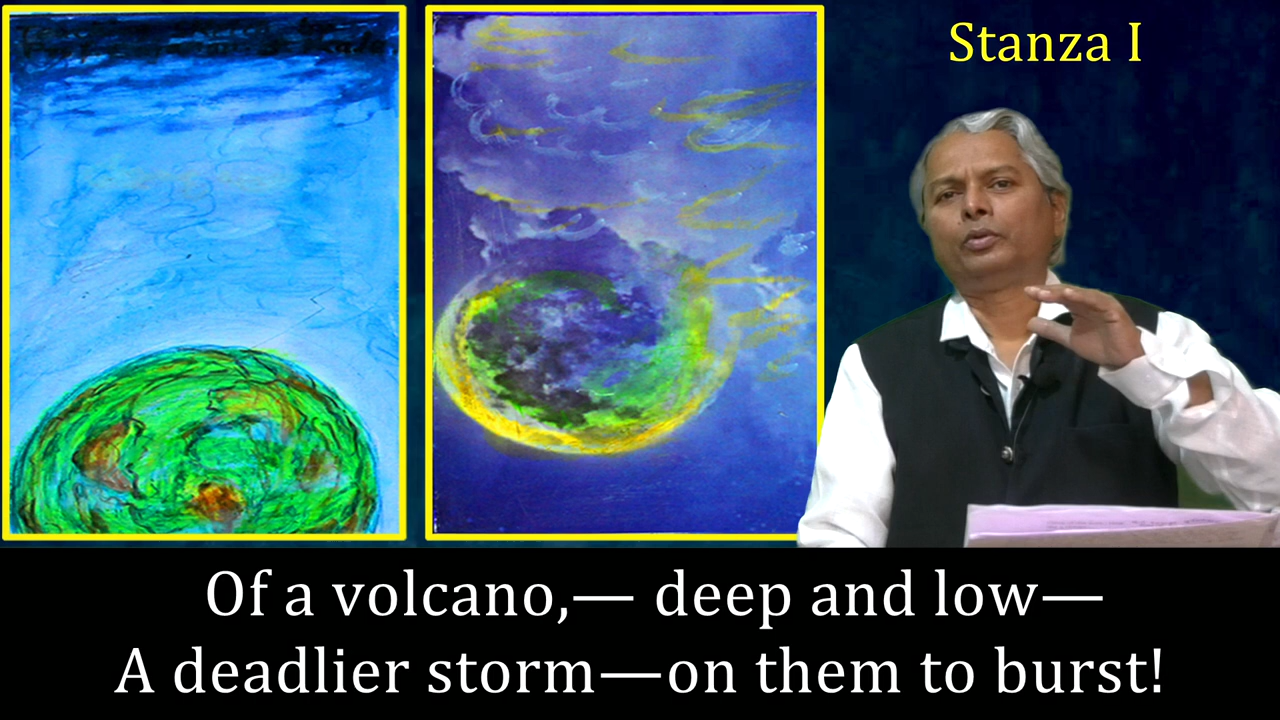 Stanza I
Of a volcano,— deep and low—
A deadlier storm—on them to burst!